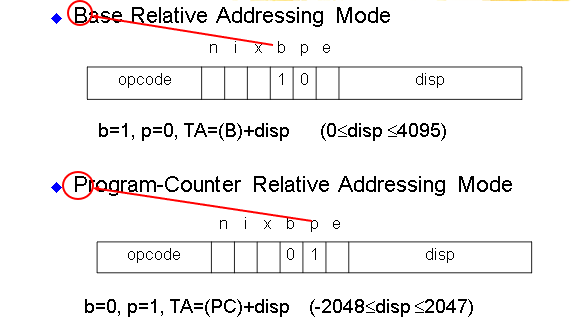 Base Relative Addressing Mode
n i x b p e
opcode 1 0 disp
b=1, p=0, TA=(B)+disp (0≤disp ≤4095)
Program-Counter Relative Addressing Mode
n i x b p e
opcode 0 1 disp
b=0, p=1, TA=(PC)+disp (-2048≤disp ≤2047)